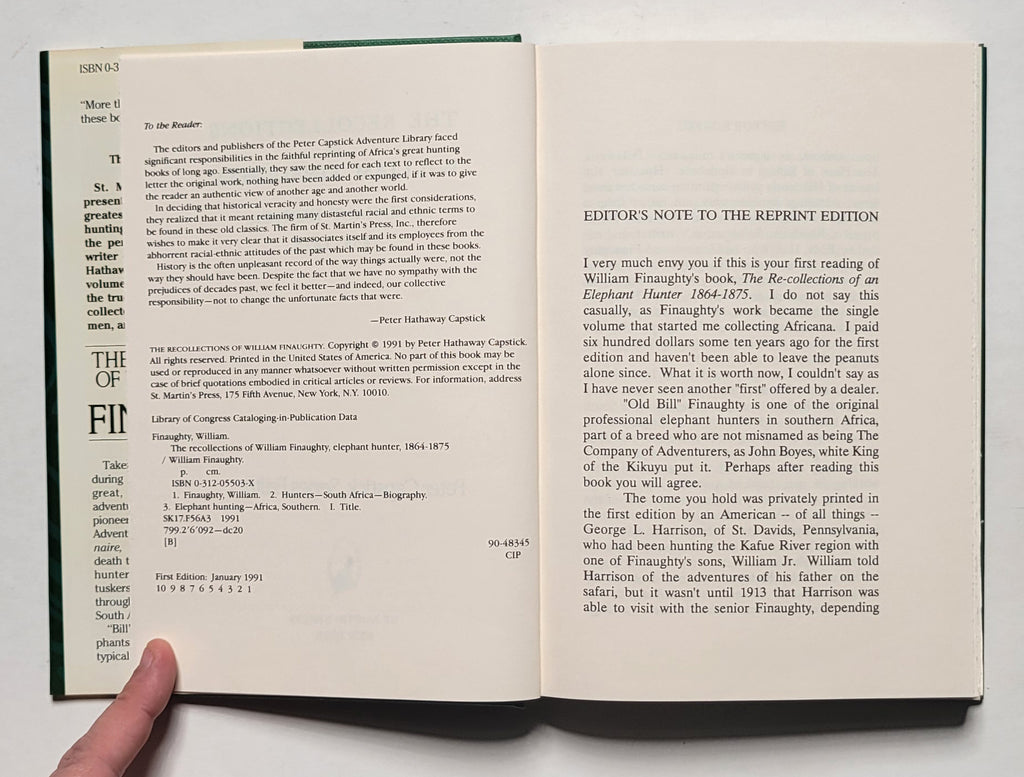 ISBN 0-3
"More
these
St.
presen
greates
hunting
the
writer
Hathaw
volume
the tru
collect
men,
THE
OF
FIN
Take
during
great,
adventu
pioneer
Advent
naire,
death t
hunter
tuskers
through
South
"Bill'
phants
typical
To the Reader:
The editors and publishers of the Peter Capstick Adventure Library faced
significant responsibilities in the faithful reprinting of Africa's great hunting
books of long ago. Essentially, they saw the need for each text to reflect to the
letter the original work, nothing have been added or expunged, if it was to give
the reader an authentic view of another age and another world.
In deciding that historical veracity and honesty were the first considerations,
they realized that it meant retaining many distasteful racial and ethnic terms to
be found in these old classics. The firm of St. Martin's Press, Inc., therefore
wishes to make it very clear that it disassociates itself and its employees from the
abhorrent racial-ethnic attitudes of the past which may be found in these books.
History is the often unpleasant record of the way things actually were, not the
way they should have been. Despite the fact that we have no sympathy with the
prejudices of decades past, we feel it better—and indeed, our collective
responsibility—not to change the unfortunate facts that were.
—Peter Hathaway Capstick
THE RECOLLECTIONS OF WILLIAM FINAUGHTY. Copyright © 1991 by Peter Hathaway Capstick.
All rights reserved. Printed in the United States of America. No part of this book may be
used or reproduced in any manner whatsoever without written permission except in the
case of brief quotations embodied in critical articles or reviews. For information, address
St. Martin's Press, 175 Fifth Avenue, New York, N.Y. 10010.
Library of Congress Cataloging-in-Publication Data
Finaughty, William.
The recollections of William Finaughty, elephant hunter, 1864-1875
/ William Finaughty.
p. cm.
ISBN 0-312-05503-X
1. Finaughty, William. 2. Hunters—South Africa—Biography.
3. Elephant hunting—Africa, Southern. I. Title.
SK17.F56A3 1991
799.2'6'092—dc20
[B]
90-48345
CIP
First Edition: January 1991
10 9 8 7 6 5 4 3 2 1
EDITOR'S NOTE TO THE REPRINT EDITION
I very much envy you if this is your first reading of
William Finaughty's book, The Re-collections of an
Elephant Hunter 1864-1875. I do not say this
casually, as Finaughty's work became the single
volume that started me collecting Africana. I paid
six hundred dollars some ten years ago for the first
edition and haven't been able to leave the peanuts
alone since. What it is worth now, I couldn't say as
I have never seen another "first" offered by a dealer.
"Old Bill" Finaughty is one of the original
professional elephant hunters in southern Africa,
part of a breed who are not misnamed as being The
Company of Adventurers, as John Boyes, white King
of the Kikuyu put it. Perhaps after reading this
book you will agree.
The tome you hold was privately printed in
the first edition by an American -- of all things --
George L. Harrison, of St. Davids, Pennsylvania,
who had been hunting the Kafue River region with
one of Finaughty's sons, William Jr. William told
Harrison of the adventures of his father on the
safari, but it wasn't until 1913 that Harrison was
able to visit with the senior Finaughty, depending